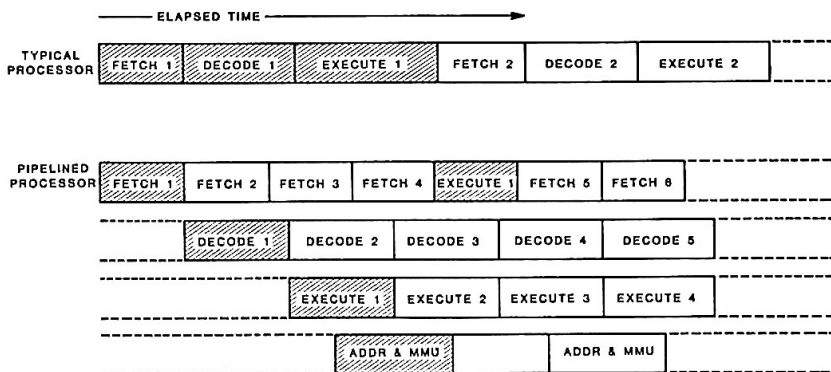 ELAPSED TIME
TYPICAL PROCESSOR
FETCH 1 DECODE 1 EXECUTE 1 FETCH 2 DECODE 2 EXECUTE 2
PIPELINED PROCESSOR
FETCH 1 FETCH 2 FETCH 3 FETCH 4 EXECUTE 1 FETCH 5 FETCH 6
DECODE 1 DECODE 2 DECODE 3 DECODE 4 DECODE 5
EXECUTE 1 EXECUTE 2 EXECUTE 3 EXECUTE 4
ADDR & MMU ADDR & MMU